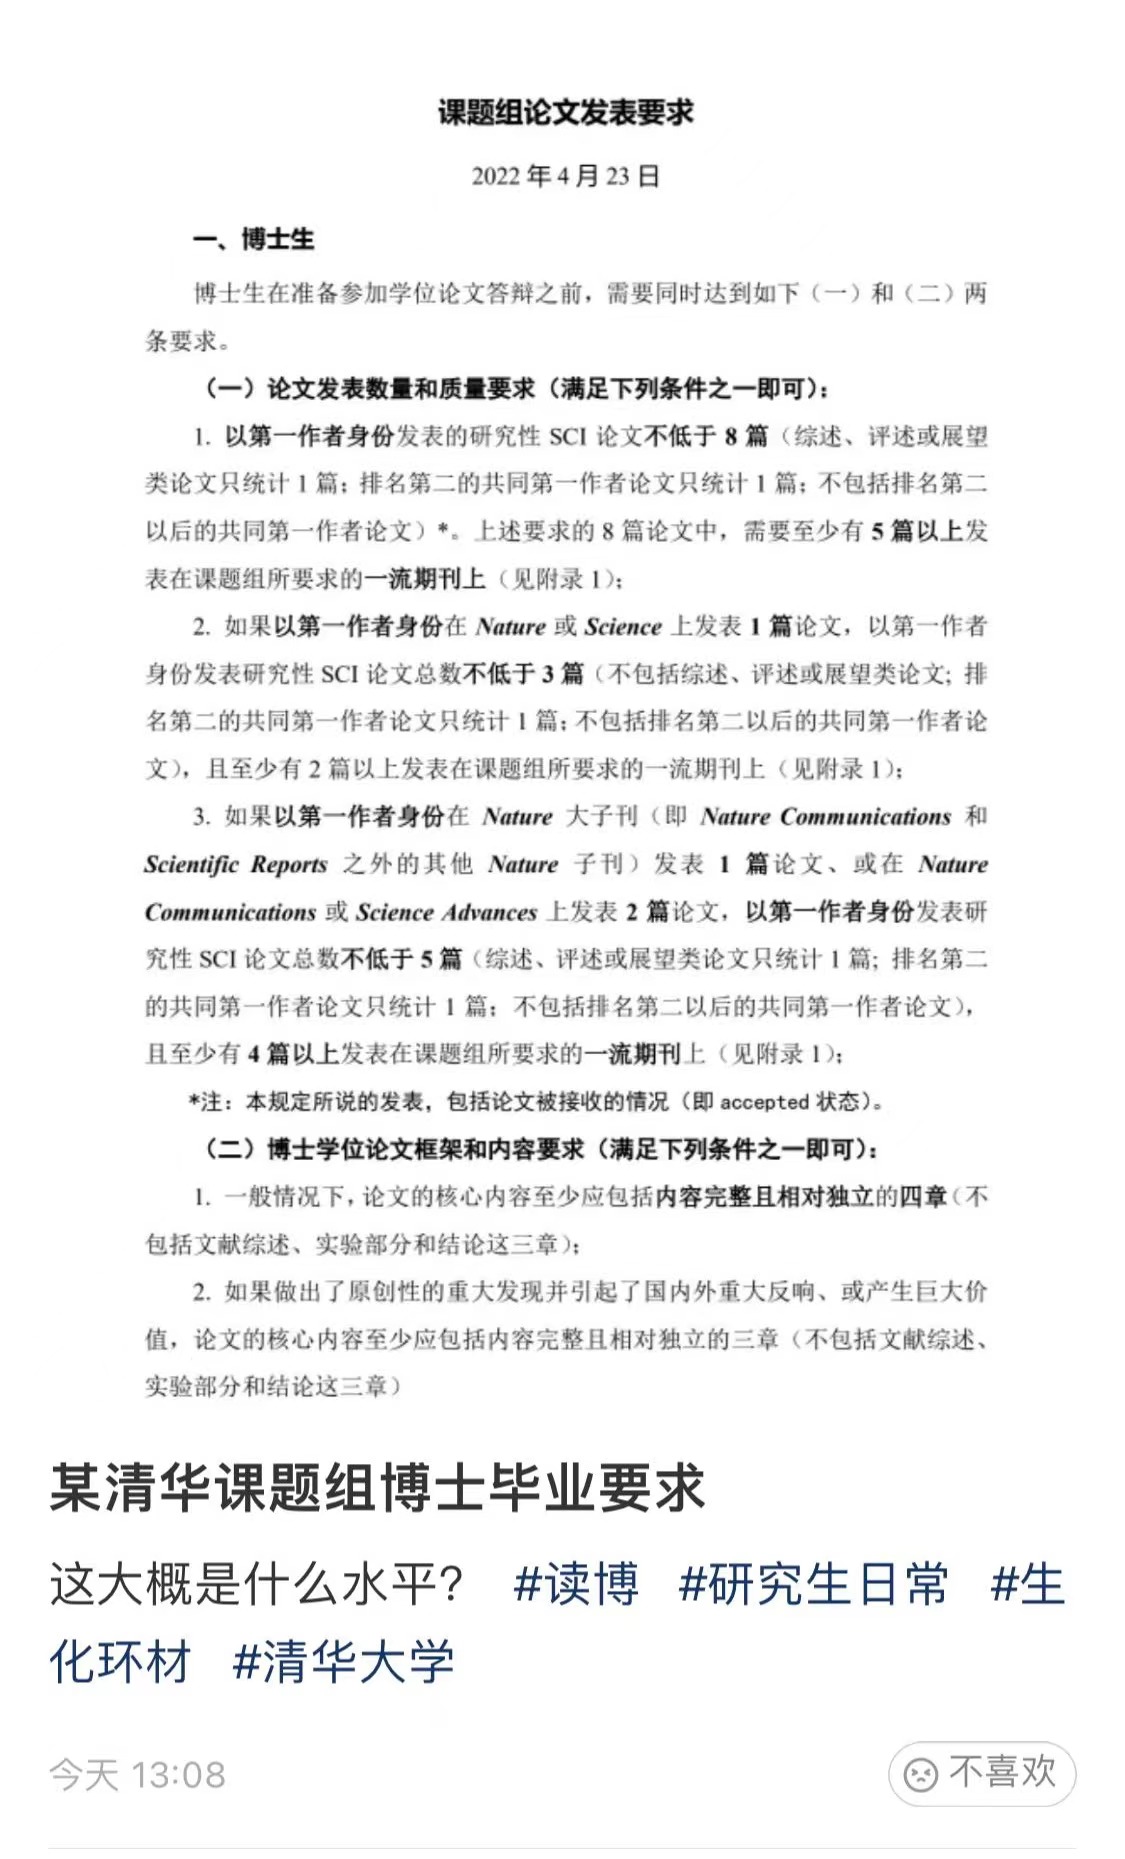 课题组论文发表要求
2022 年 4 月 23 日
一、博士生
博士生在准备参加学位论文答辩之前，需要同时达到如下（一）和（二）两
条要求。
（一）论文发表数量和质量要求（满足下列条件之一即可）：
1. 以第一作者身份发表的研究性 SCI 论文不低于 8 篇（综述、评述或展望
类论文只统计 1 篇；排名第二的共同第一作者论文只统计 1 篇；不包括排名第二
以后的共同第一作者论文）*。上述要求的 8 篇论文中，需要至少有 5 篇以上发
表在课题组所要求的一流期刊上（见附录 1）；
2. 如果以第一作者身份在 Nature 或 Science 上发表 1 篇论文，以第一作者
身份发表研究性 SCI 论文总数不低于 3 篇（不包括综述、评述或展望类论文; 排
名第二的共同第一作者论文只统计 1 篇；不包括排名第二以后的共同第一作者论
文），且至少有 2 篇以上发表在课题组所要求的一流期刊上（见附录 1）；
3. 如果以第一作者身份在 Nature 大子刊（即 Nature Communications 和
Scientific Reports 之外的其他 Nature 子刊）发表 1 篇论文、或在 Nature
Communications 或 Science Advances 上发表 2 篇论文，以第一作者身份发表研
究性 SCI 论文总数不低于 5 篇（综述、评述或展望类论文只统计 1 篇; 排名第二
的共同第一作者论文只统计 1 篇；不包括排名第二以后的共同第一作者论文），
且至少有 4 篇以上发表在课题组所要求的一流期刊上（见附录 1）；
*注：本规定所说的发表，包括论文被接收的情况（即 accepted 状态）。
（二）博士学位论文框架和内容要求（满足下列条件之一即可）：
1. 一般情况下，论文的核心内容至少应包括内容完整且相对独立的四章（不
包括文献综述、实验部分和结论这三章）；
2. 如果做出了原创性的重大发现并引起了国内外重大反响、或产生巨大价
值，论文的核心内容至少应包括内容完整且相对独立的三章（不包括文献综述、
实验部分和结论这三章）
某清华课题组博士毕业要求
这大概是什么水平？ #读博 #研究生日常 #生
化环材 #清华大学
今天 13:08 不喜欢